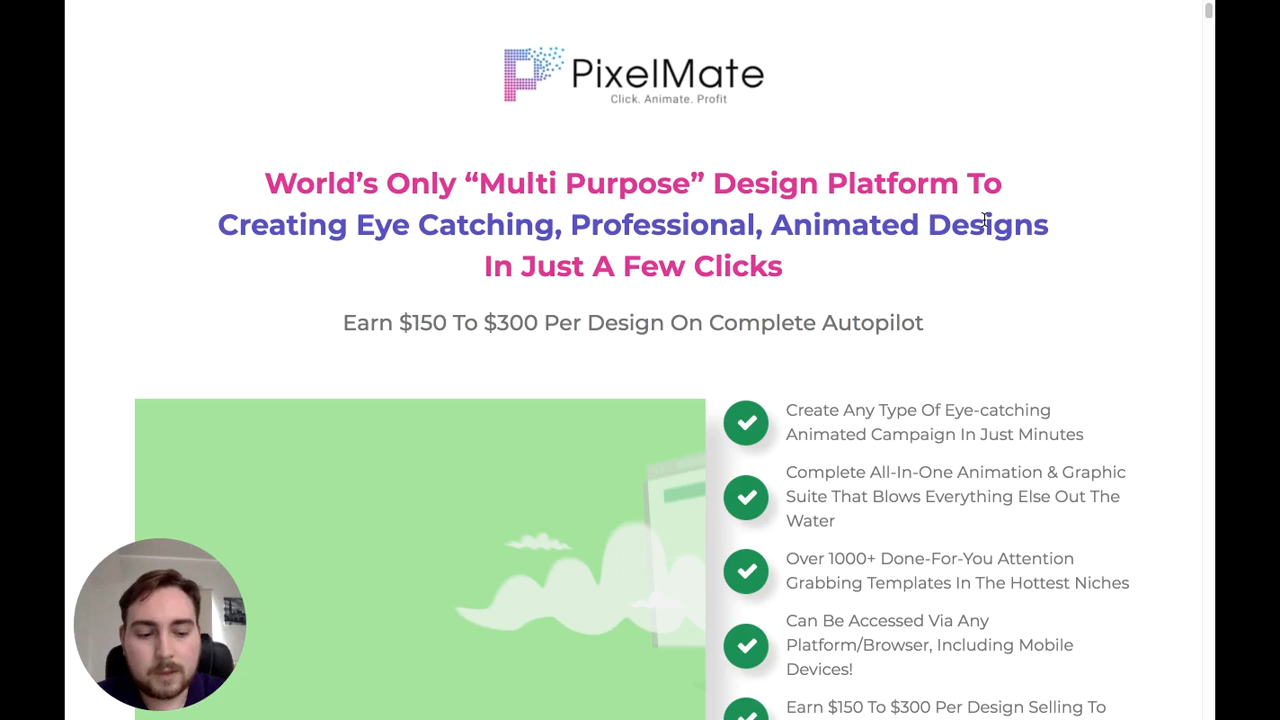 PixelMate
Click. Animate. Profit
World’s Only “Multi Purpose” Design Platform To
Creating Eye Catching, Professional, Animated Designs
In Just A Few Clicks
Earn $150 To $300 Per Design On Complete Autopilot
Create Any Type Of Eye-catching
Animated Campaign In Just Minutes
Complete All-In-One Animation & Graphic
Suite That Blows Everything Else Out The
Water
Over 1000+ Done-For-You Attention
Grabbing Templates In The Hottest Niches
Can Be Accessed Via Any
Platform/Browser, Including Mobile
Devices!
Earn $150 To $300 Per Design Selling To